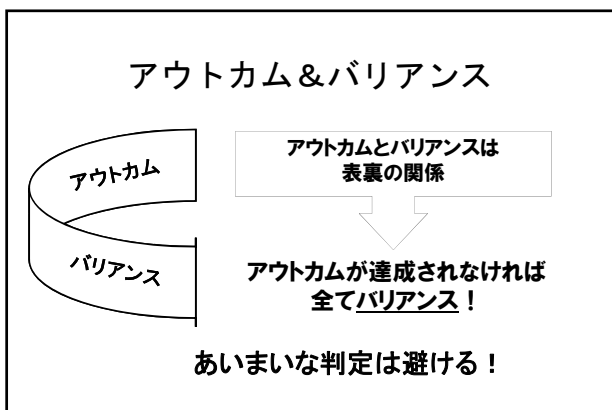 アウトカム＆バリアンス
アウトカム
バリアンス
アウトカムとバリアンスは
表裏の関係
アウトカムが達成されなければ
全てバリアンス！
あいまいな判定は避ける！